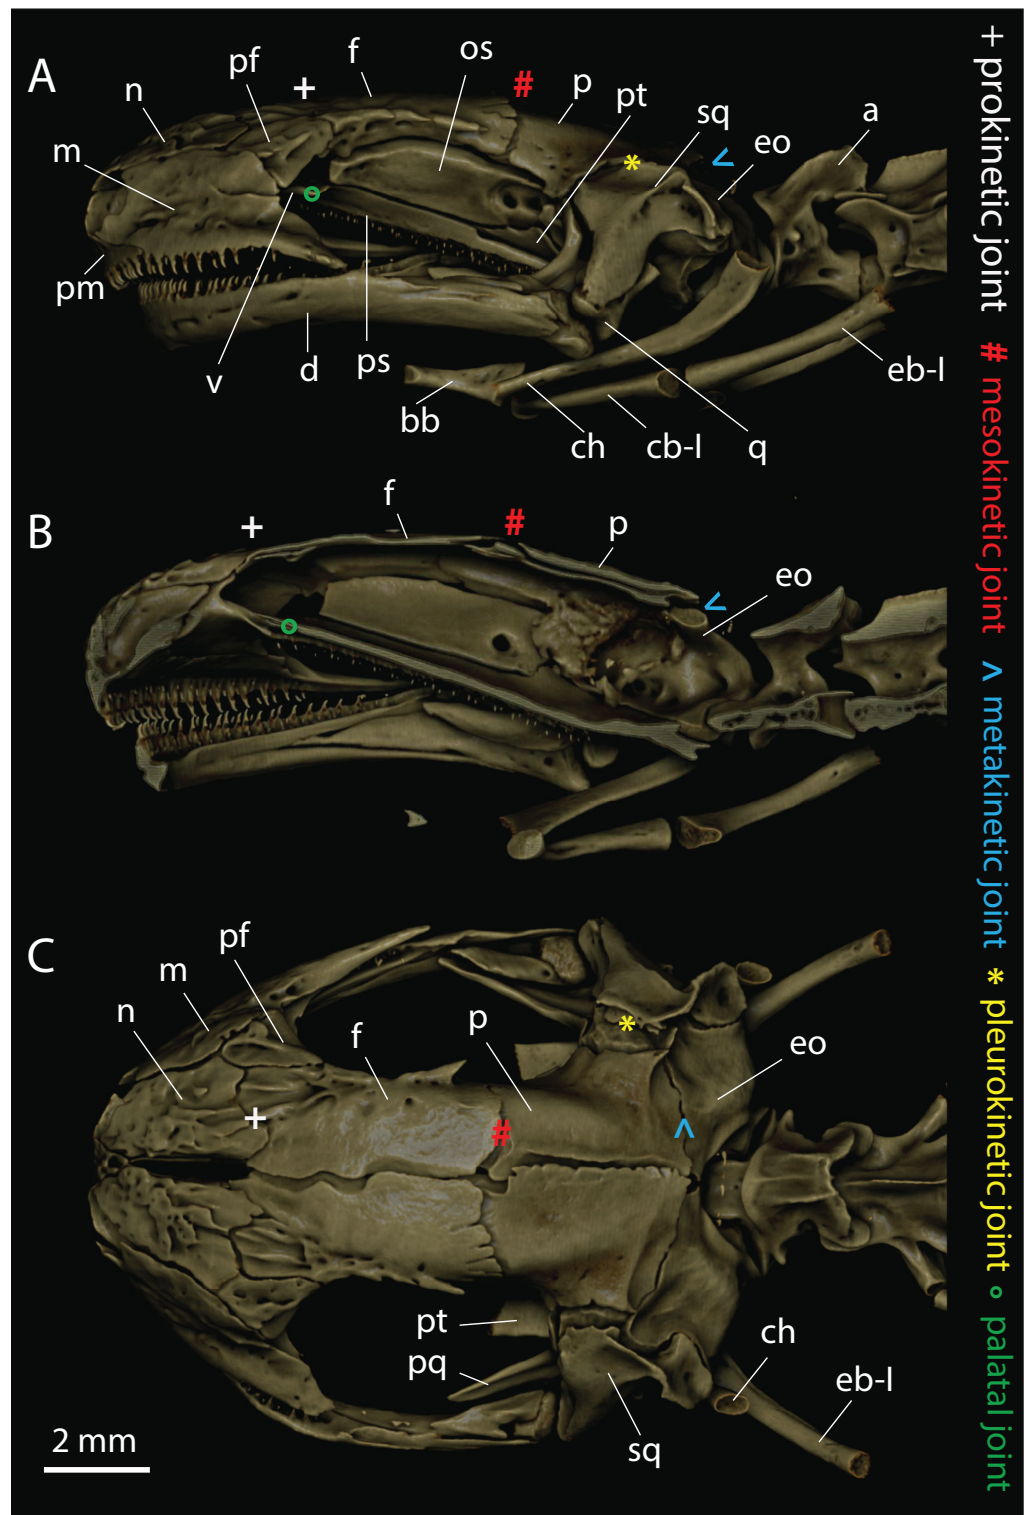 A
n
pf
+
f
os
#
p
pt
sq
*
<
eo
a
m
pm
v
d
ps
bb
ch
cb-l
q
eb-l
B
+
f
#
p
<
eo
C
n
m
pf
+
f
p
#
*
^
eo
pt
pq
sq
ch
eb-l
2 mm
+ prokinetic joint # mesokinetic joint ^ metakinetic joint * pleurokinetic joint ° palatal joint